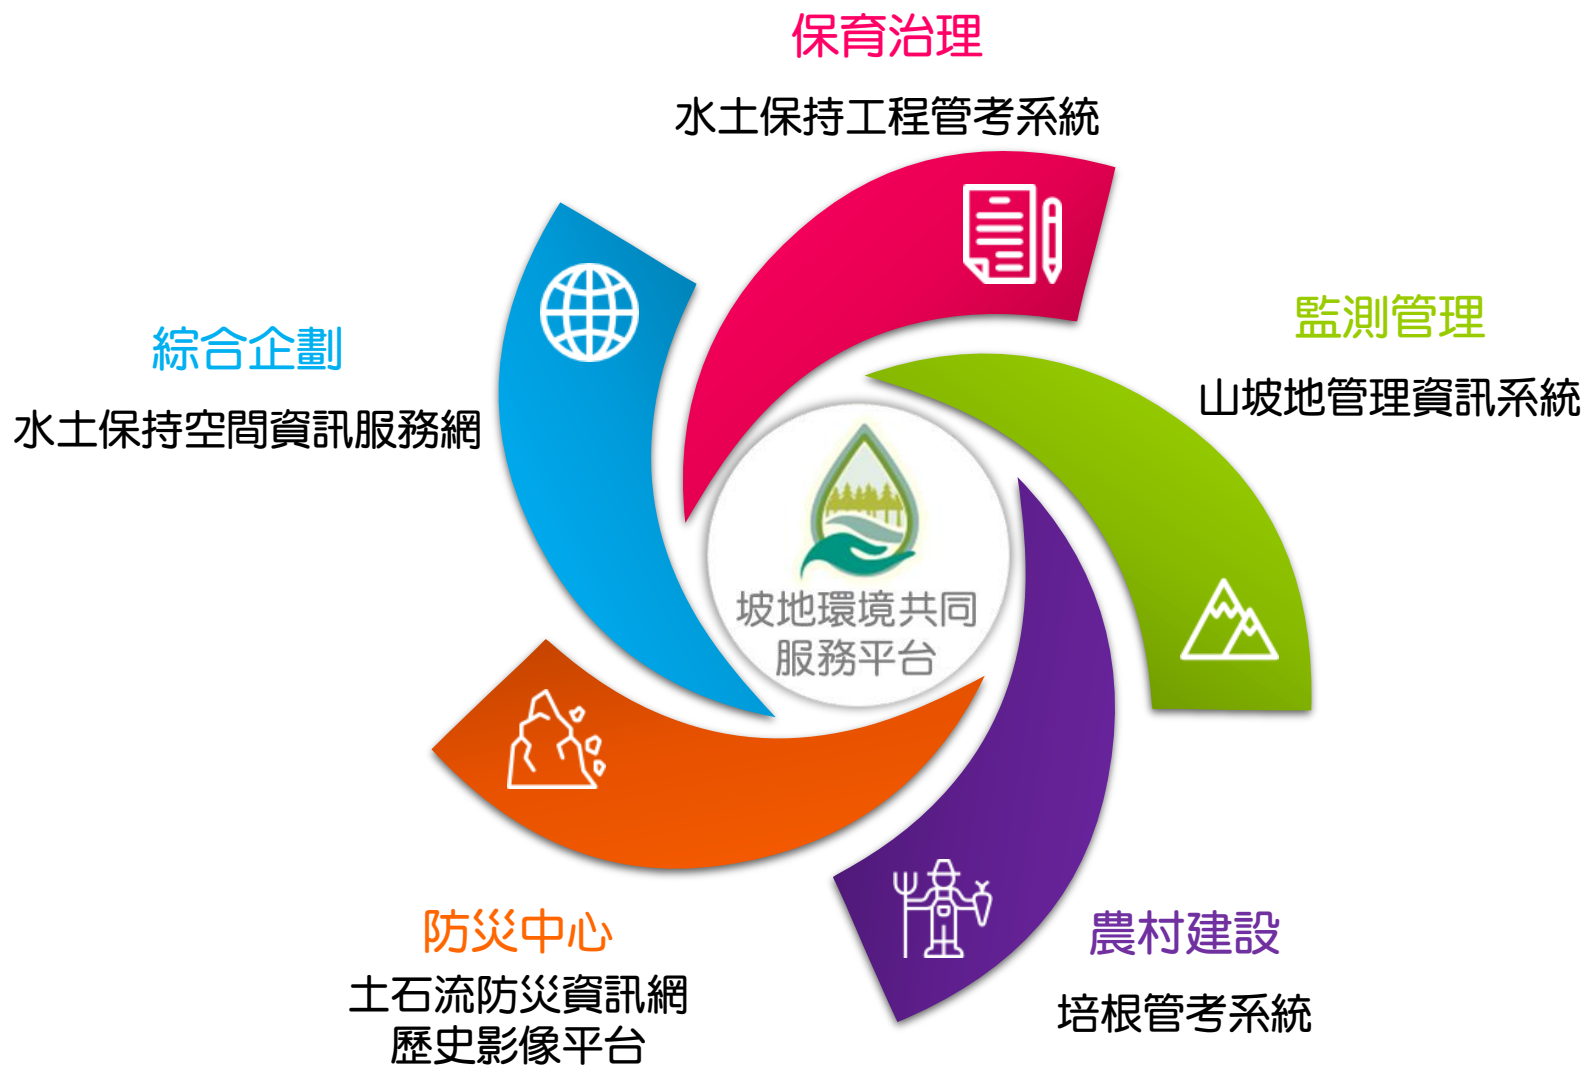 保育治理
水土保持工程管考系統
監測管理
山坡地管理資訊系統
綜合企劃
水土保持空間資訊服務網
坡地環境共同
服務平台
防災中心
土石流防災資訊網
歷史影像平台
農村建設
培根管考系統